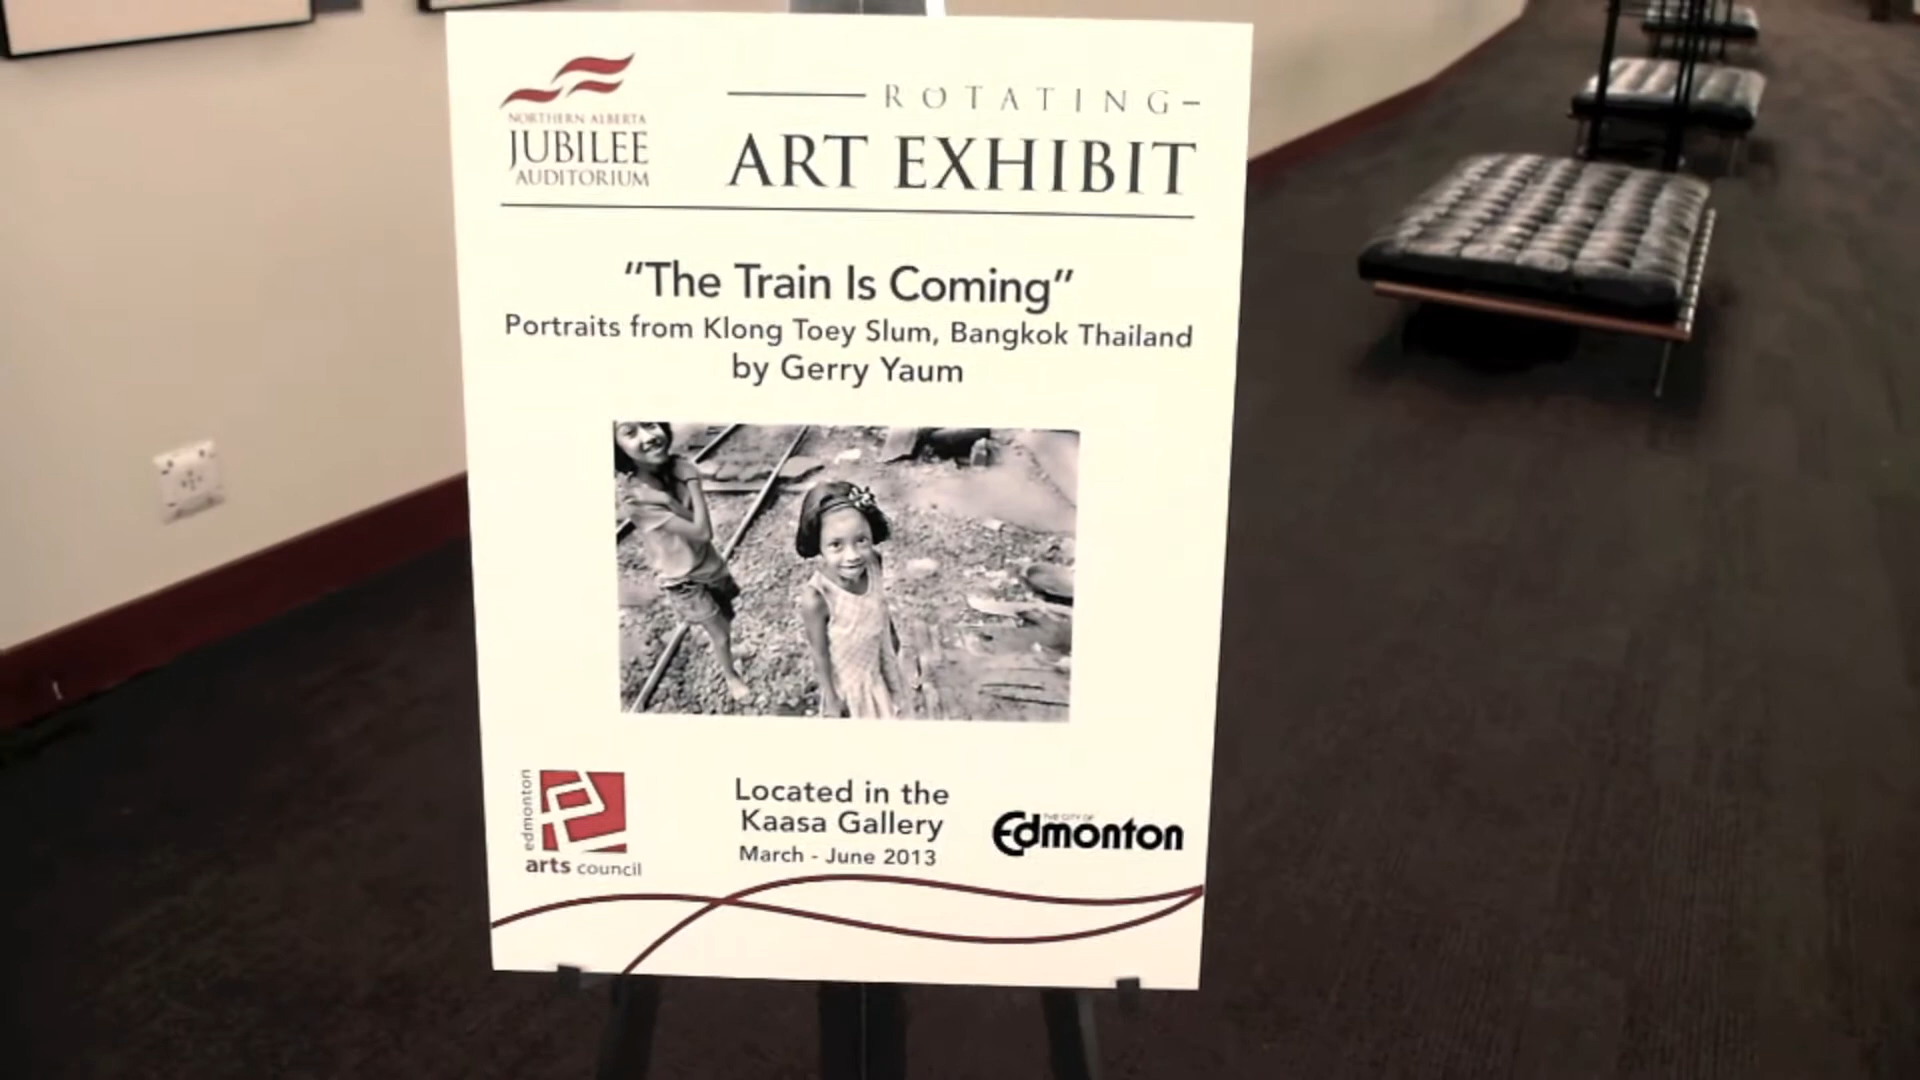 NORTHERN ALBERTA
JUBILEE
AUDITORIUM
ROTATING
ART EXHIBIT
"The Train Is Coming"
Portraits from Klong Toey Slum, Bangkok Thailand
by Gerry Yaum
edmonton
arts council
Located in the
Kaasa Gallery
March - June 2013
THE CITY OF
Edmonton